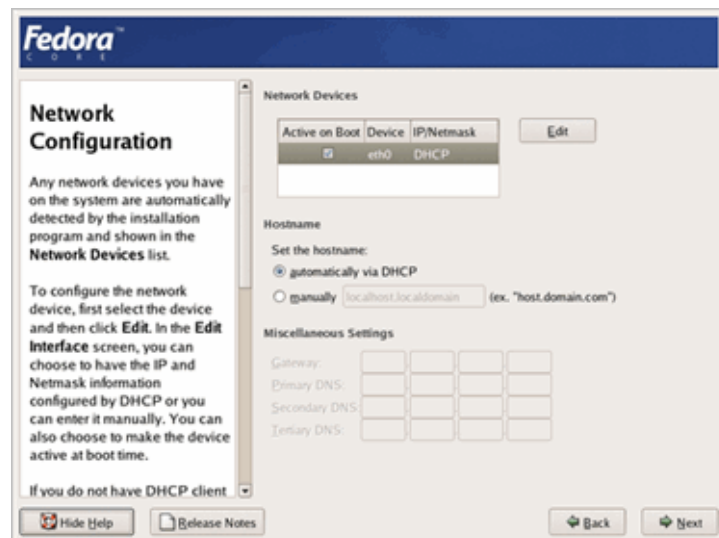 Fedora™
CORE
Network
Configuration
Any network devices you have
on the system are automatically
detected by the installation
program and shown in the
Network Devices list.
To configure the network
device, first select the device
and then click Edit. In the Edit
Interface screen, you can
choose to have the IP and
Netmask information
configured by DHCP or you
can enter it manually. You can
also choose to make the device
active at boot time.
If you do not have DHCP client
Network Devices
Active on Boot Device IP/Netmask
eth0 DHCP
Edit
Hostname
Set the hostname:
automatically via DHCP
manually localhost.localdomain (ex. "host.domain.com")
Miscellaneous Settings
Gateway:
Primary DNS:
Secondary DNS:
Tertiary DNS:
Hide Help
Release Notes
Back
Next